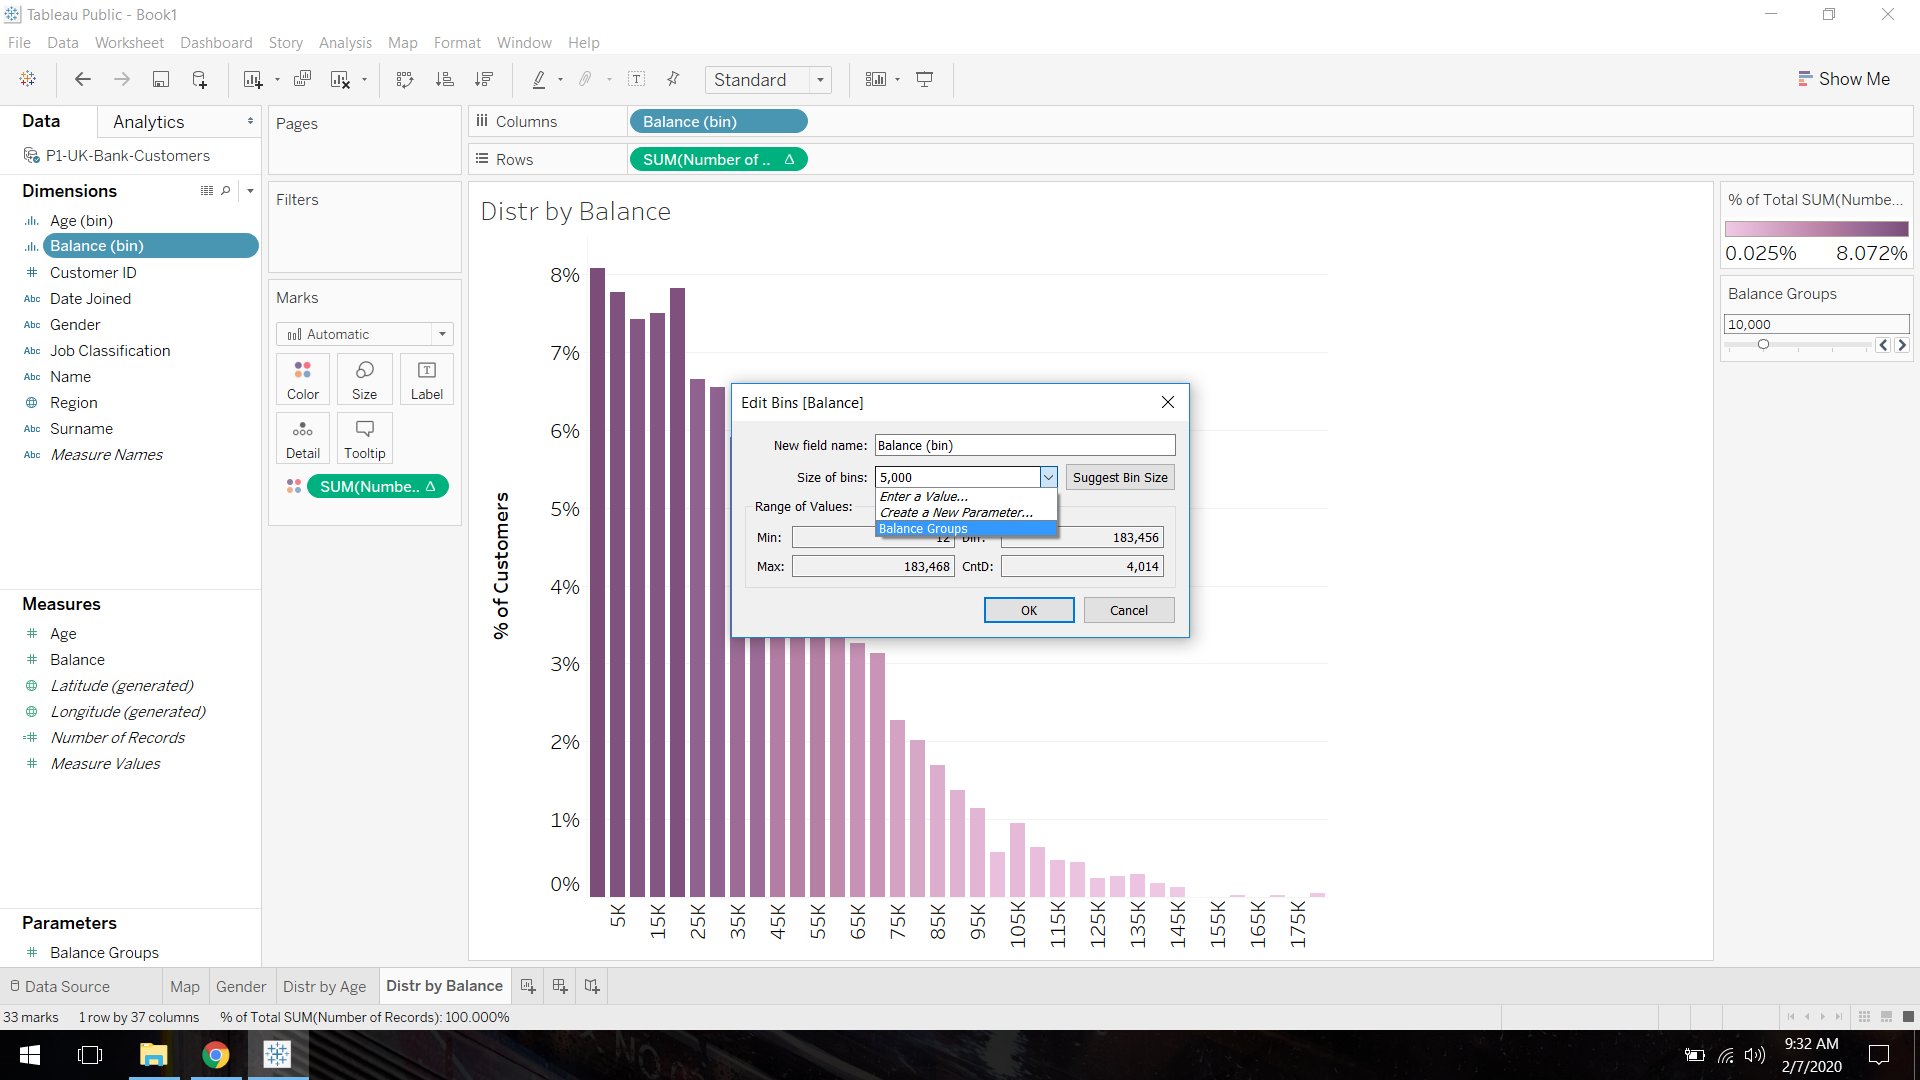 Tableau Public - Book1
File Data Worksheet Dashboard Story Analysis Map Format Window Help
Standard
Show Me
Data Analytics
P1-UK-Bank-Customers
Dimensions
Age (bin)
Balance (bin)
# Customer ID
Abc Date Joined
Abc Gender
Abc Job Classification
Abc Name
Region
Abc Surname
Abc Measure Names
Measures
# Age
# Balance
Latitude (generated)
Longitude (generated)
=# Number of Records
# Measure Values
Parameters
# Balance Groups
Pages
Filters
Marks
Automatic
Color Size Label
Detail Tooltip
SUM(Numbe.. Δ
Columns Balance (bin)
Rows SUM(Number of .. Δ
Distr by Balance
% of Customers
8%
7%
6%
5%
4%
3%
2%
1%
0%
5K 15K 25K 35K 45K 55K 65K 75K 85K 95K 105K 115K 125K 135K 145K 155K 165K 175K
Edit Bins [Balance]
New field name: Balance (bin)
Size of bins: 5,000 Suggest Bin Size
Enter a Value...
Create a New Parameter...
Balance Groups
Range of Values:
Min: 12 Diff: 183,456
Max: 183,468 CntD: 4,014
OK Cancel
% of Total SUM(Numbe...
0.025% 8.072%
Balance Groups
10,000
Data Source Map Gender Distr by Age Distr by Balance
33 marks 1 row by 37 columns % of Total SUM(Number of Records): 100.000%
9:32 AM
2/7/2020